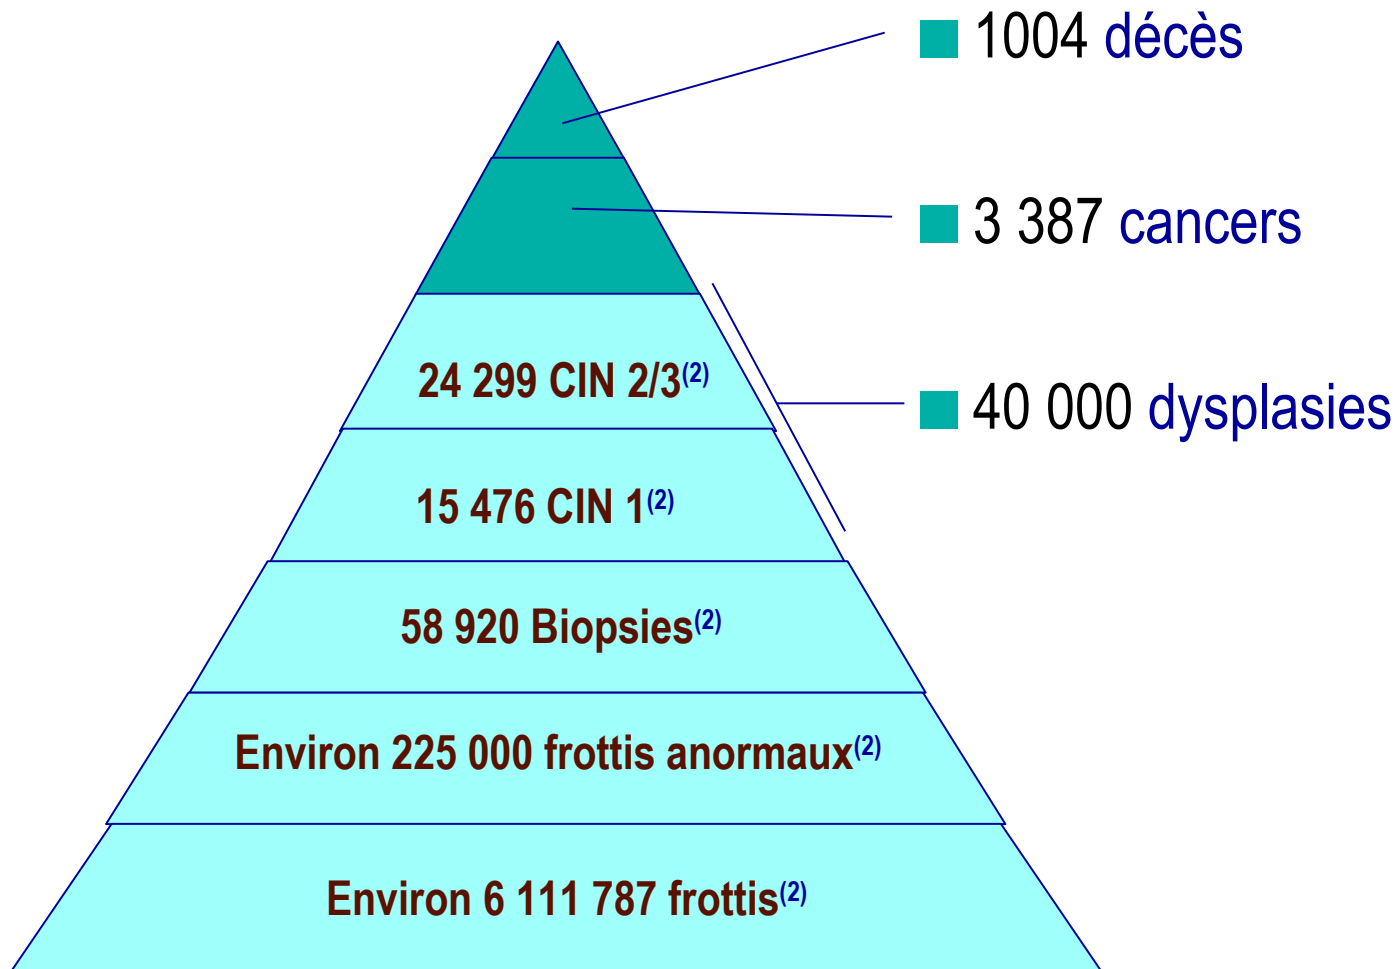 1004 décès
3 387 cancers
24 299 CIN 2/3(2)
40 000 dysplasies
15 476 CIN 1(2)
58 920 Biopsies(2)
Environ 225 000 frottis anormaux(2)
Environ 6 111 787 frottis(2)